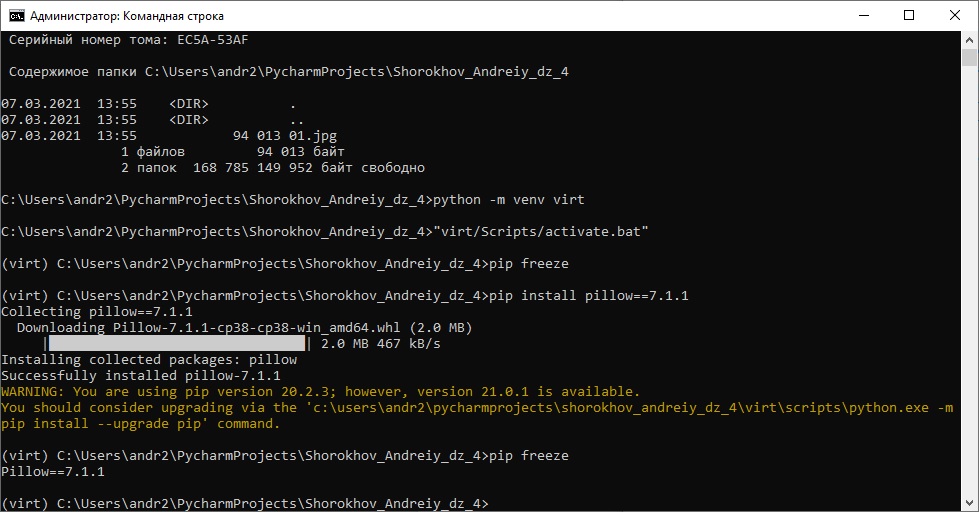 Администратор: Командная строка
Серийный номер тома: EC5A-53AF
Содержимое папки C:\Users\andr2\PycharmProjects\Shorokhov_Andreiy_dz_4
07.03.2021  13:55    <DIR>          .
07.03.2021  13:55    <DIR>          ..
07.03.2021  13:55            94 013 01.jpg
1 файлов         94 013 байт
2 папок  168 785 149 952 байт свободно
C:\Users\andr2\PycharmProjects\Shorokhov_Andreiy_dz_4>python -m venv virt
C:\Users\andr2\PycharmProjects\Shorokhov_Andreiy_dz_4>"virt/Scripts/activate.bat"
(virt) C:\Users\andr2\PycharmProjects\Shorokhov_Andreiy_dz_4>pip freeze
(virt) C:\Users\andr2\PycharmProjects\Shorokhov_Andreiy_dz_4>pip install pillow==7.1.1
Collecting pillow==7.1.1
Downloading Pillow-7.1.1-cp38-cp38-win_amd64.whl (2.0 MB)
|████████████████████████████████| 2.0 MB 467 kB/s
Installing collected packages: pillow
Successfully installed pillow-7.1.1
WARNING: You are using pip version 20.2.3; however, version 21.0.1 is available.
You should consider upgrading via the 'c:\users\andr2\pycharmprojects\shorokhov_andreiy_dz_4\virt\scripts\python.exe -m
pip install --upgrade pip' command.
(virt) C:\Users\andr2\PycharmProjects\Shorokhov_Andreiy_dz_4>pip freeze
Pillow==7.1.1
(virt) C:\Users\andr2\PycharmProjects\Shorokhov_Andreiy_dz_4>